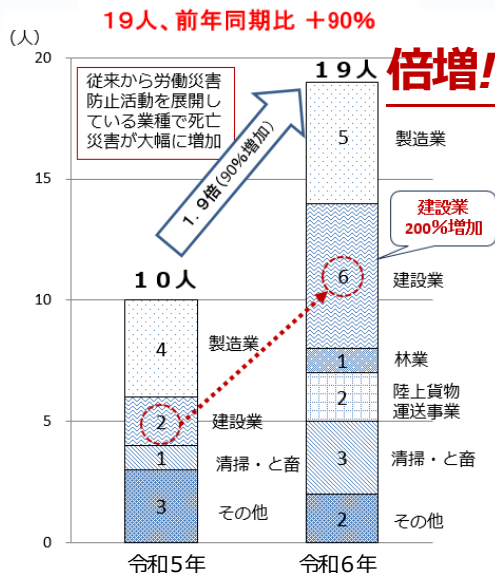 19人、前年同期比 +90%
(人)
倍増!
従来から労働災害
防止活動を展開し
ている業種で死亡
災害が大幅に増加
1.9倍(90%増加)
建設業
200%増加
20
15
10
5
0
10人
4
製造業
2
建設業
1
清掃・と畜
3
その他
令和5年
19人
5
製造業
6
建設業
1
林業
2
陸上貨物
運送事業
3
清掃・と畜
2
その他
令和6年